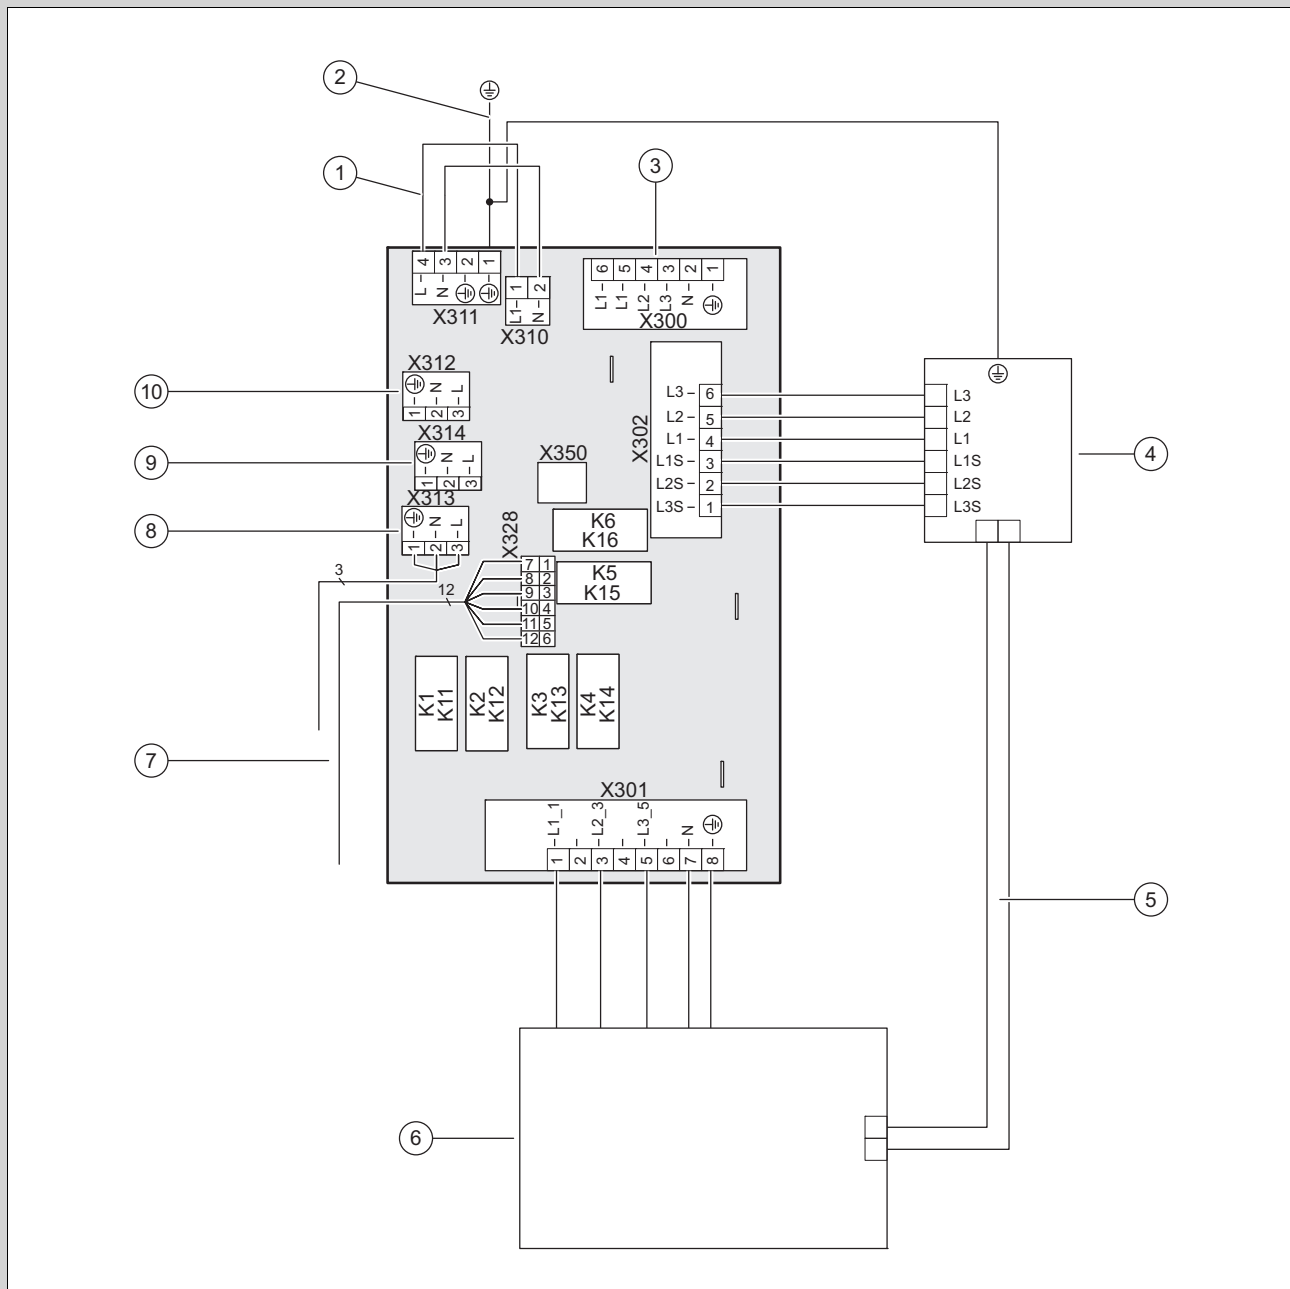 2
1
3
4 3 2 1
L – N –
X311
1 2
L1 – N –
X310
6 5 4 3 2 1
L1 – L1 – L2 – L3 – N –
X300
X312
– N – L
1 2 3
10
X314
– N – L
1 2 3
9
X313
– N – L
1 2 3
8
X350
X302
L3 – 6
L2 – 5
L1 – 4
L1S – 3
L2S – 2
L3S – 1
L3
L2
L1
L1S
L2S
L3S
4
K6
K16
K5
K15
X328
7 1
8 2
9 3
10 4
11 5
12 6
3
12
K1
K11
K2
K12
K3
K13
K4
K14
7
X301
– L1_1 – – L2_3 – – L3_5 – – N –
1 2 3 4 5 6 7 8
5
6